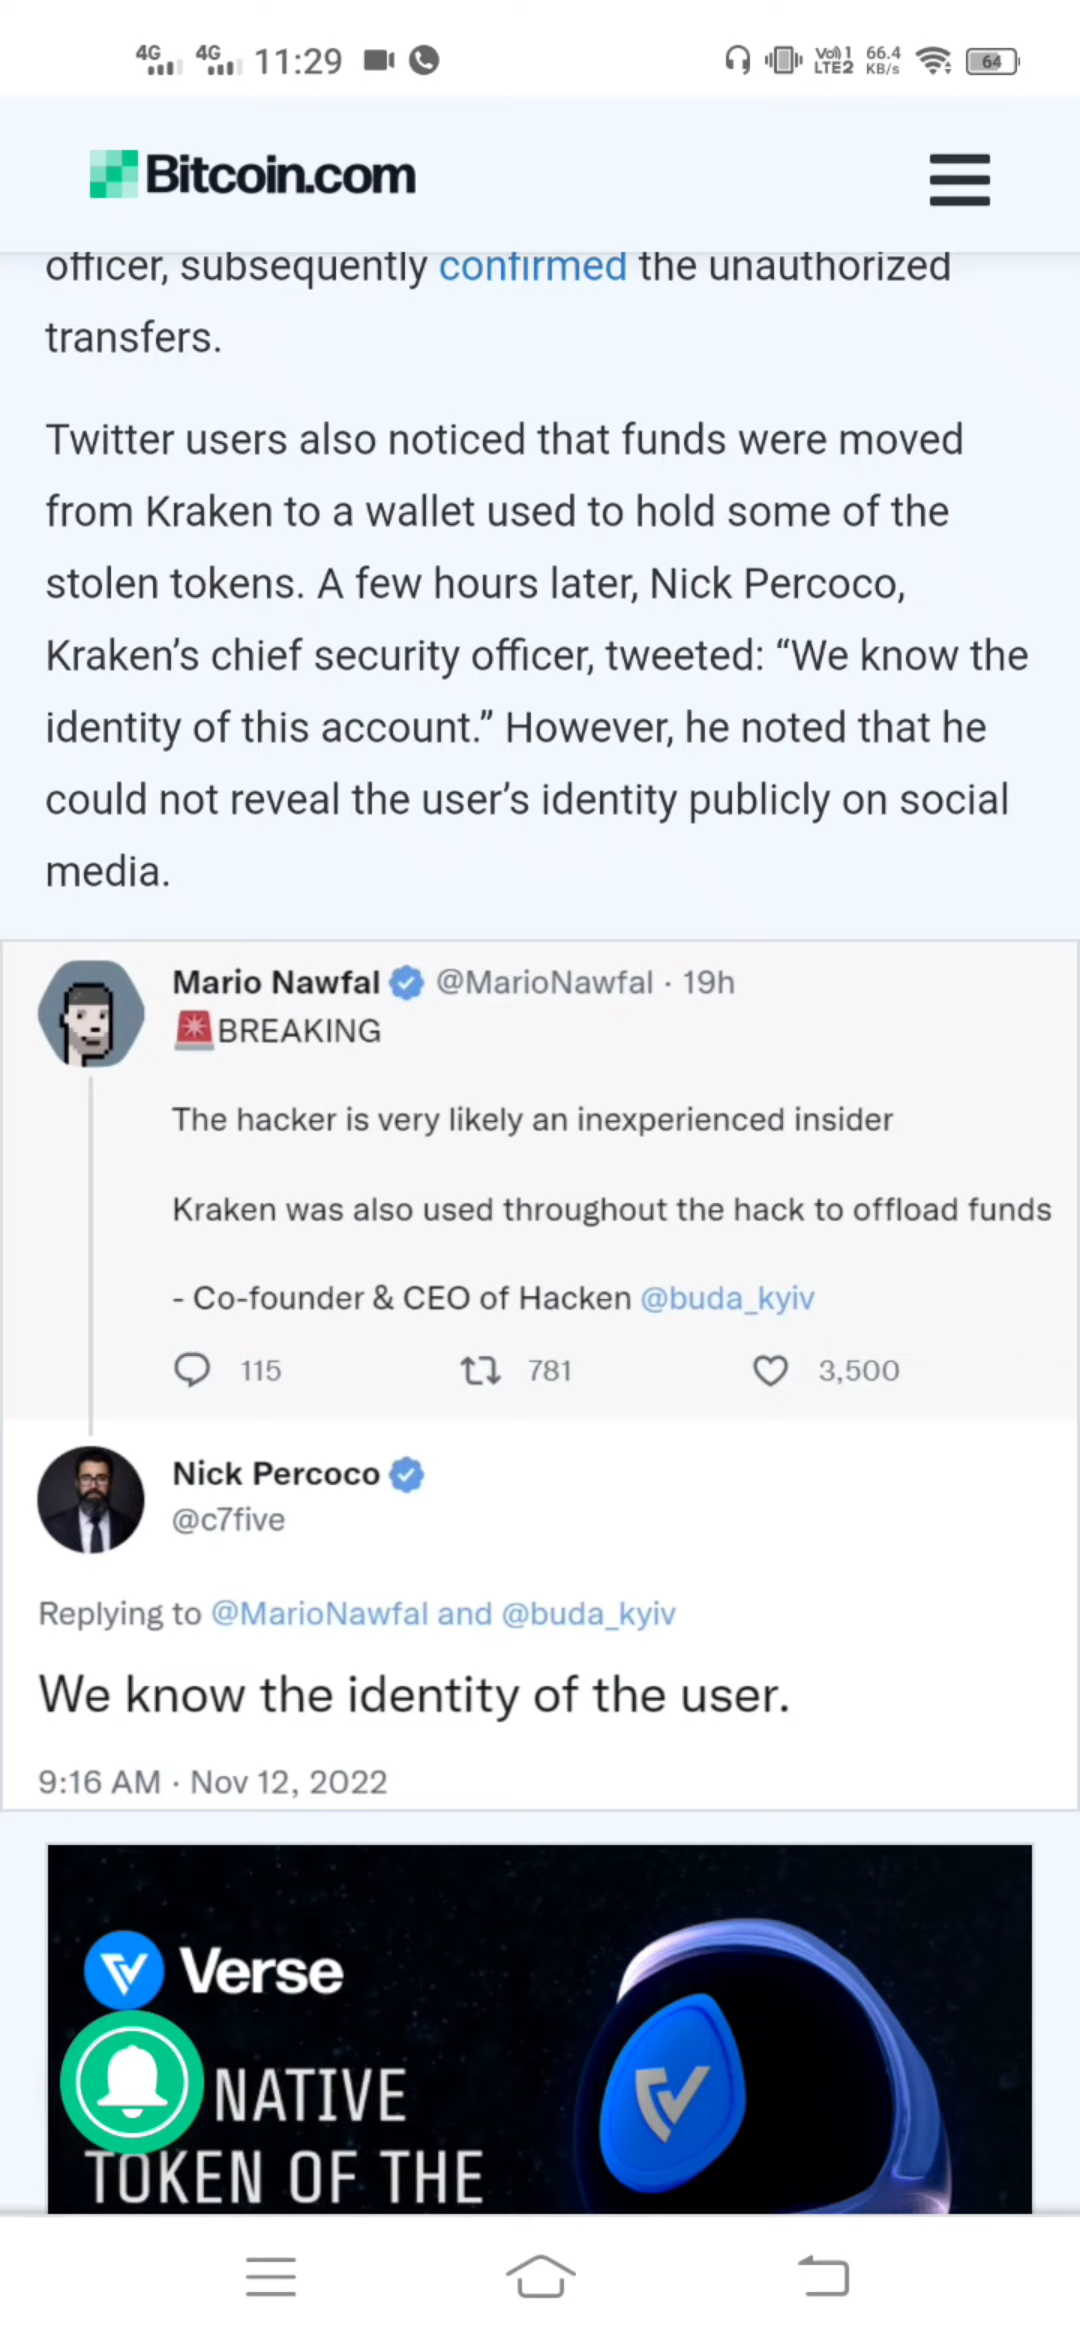 4G 4G 11:29 Vo)) 1 LTE2 66.4 KB/s 64
Bitcoin.com
officer, subsequently confirmed the unauthorized
transfers.
Twitter users also noticed that funds were moved
from Kraken to a wallet used to hold some of the
stolen tokens. A few hours later, Nick Percoco,
Kraken’s chief security officer, tweeted: “We know the
identity of this account.” However, he noted that he
could not reveal the user’s identity publicly on social
media.
Mario Nawfal @MarioNawfal · 19h
BREAKING
The hacker is very likely an inexperienced insider
Kraken was also used throughout the hack to offload funds
- Co-founder & CEO of Hacken @buda_kyiv
115 781 3,500
Nick Percoco
@c7five
Replying to @MarioNawfal and @buda_kyiv
We know the identity of the user.
9:16 AM · Nov 12, 2022
Verse
NATIVE
TOKEN OF THE